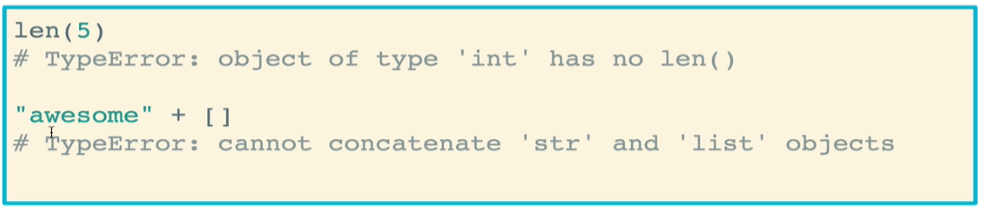 len(5)
# TypeError: object of type 'int' has no len()
"awesome" + []
# TypeError: cannot concatenate 'str' and 'list' objects